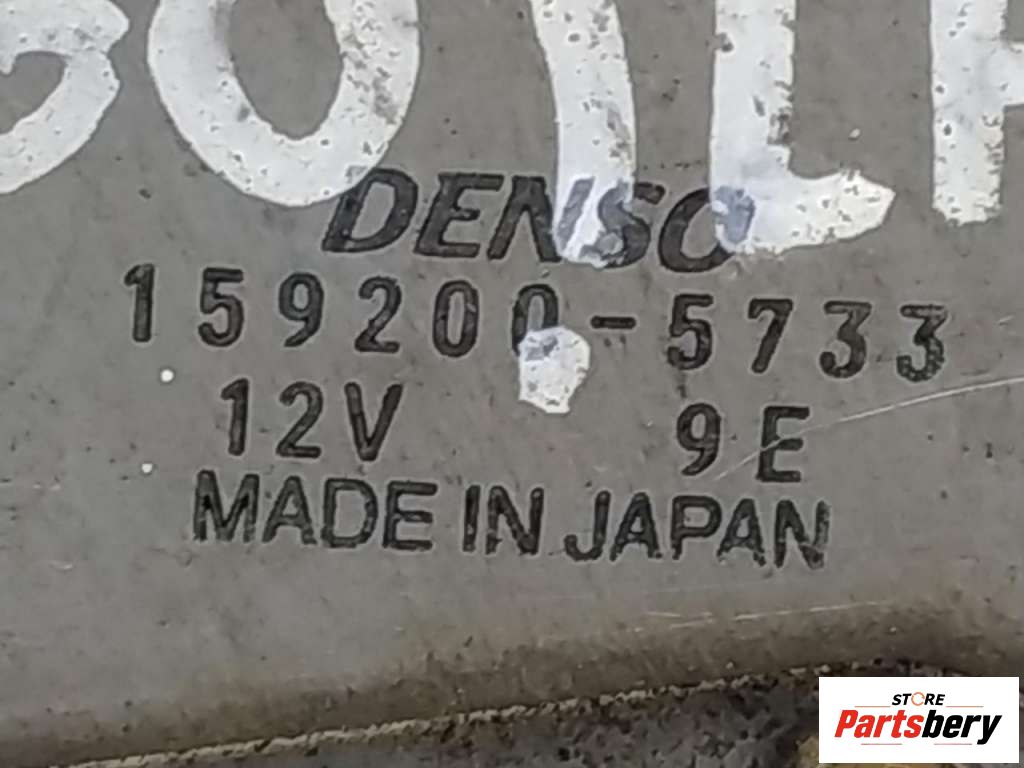 DENSO
159200-5733
12V 9E
MADE IN JAPAN
STORE
Partsbery